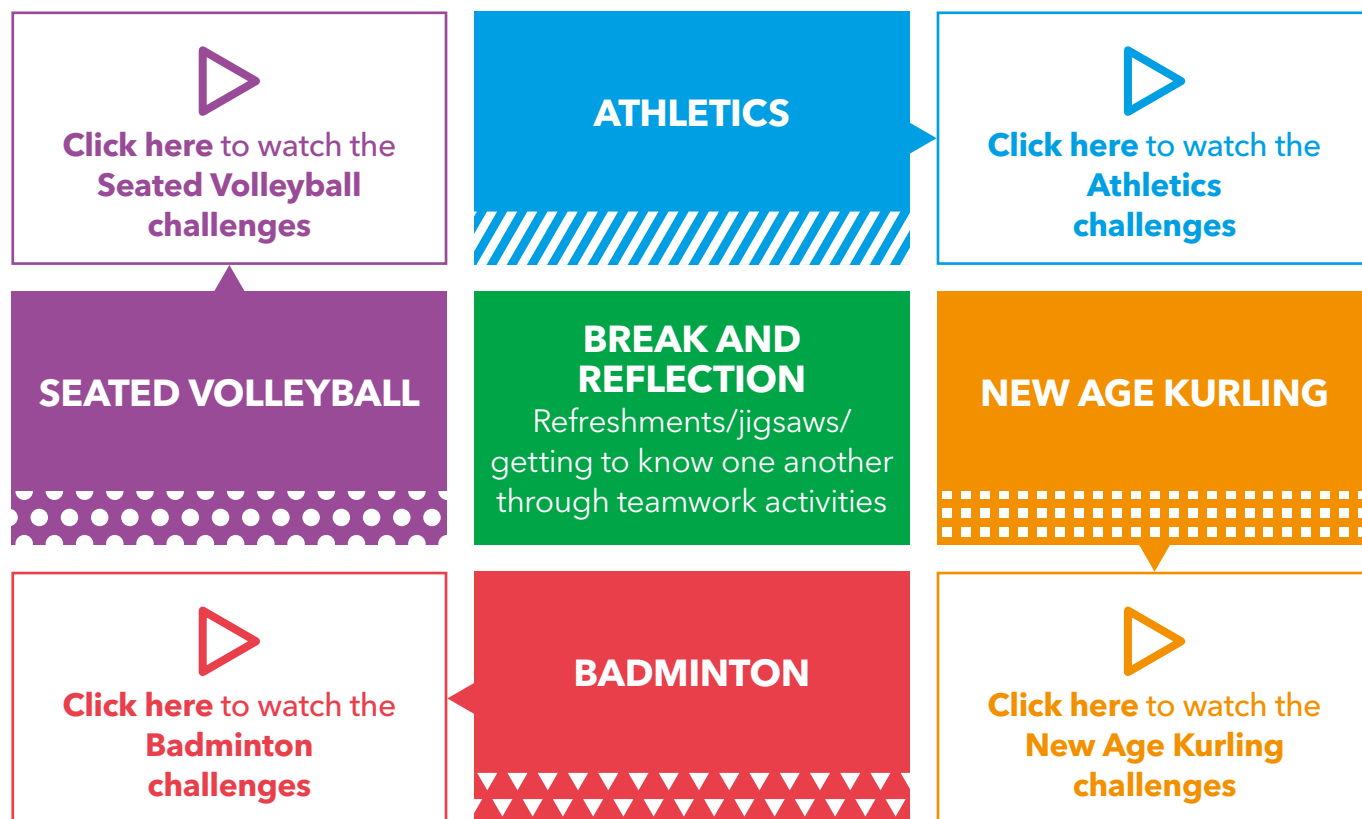 Click here to watch the
Seated Volleyball
challenges
ATHLETICS
Click here to watch the
Athletics
challenges
SEATED VOLLEYBALL
BREAK AND
REFLECTION
Refreshments/jigsaws/
getting to know one another
through teamwork activities
NEW AGE KURLING
Click here to watch the
Badminton
challenges
BADMINTON
Click here to watch the
New Age Kurling
challenges